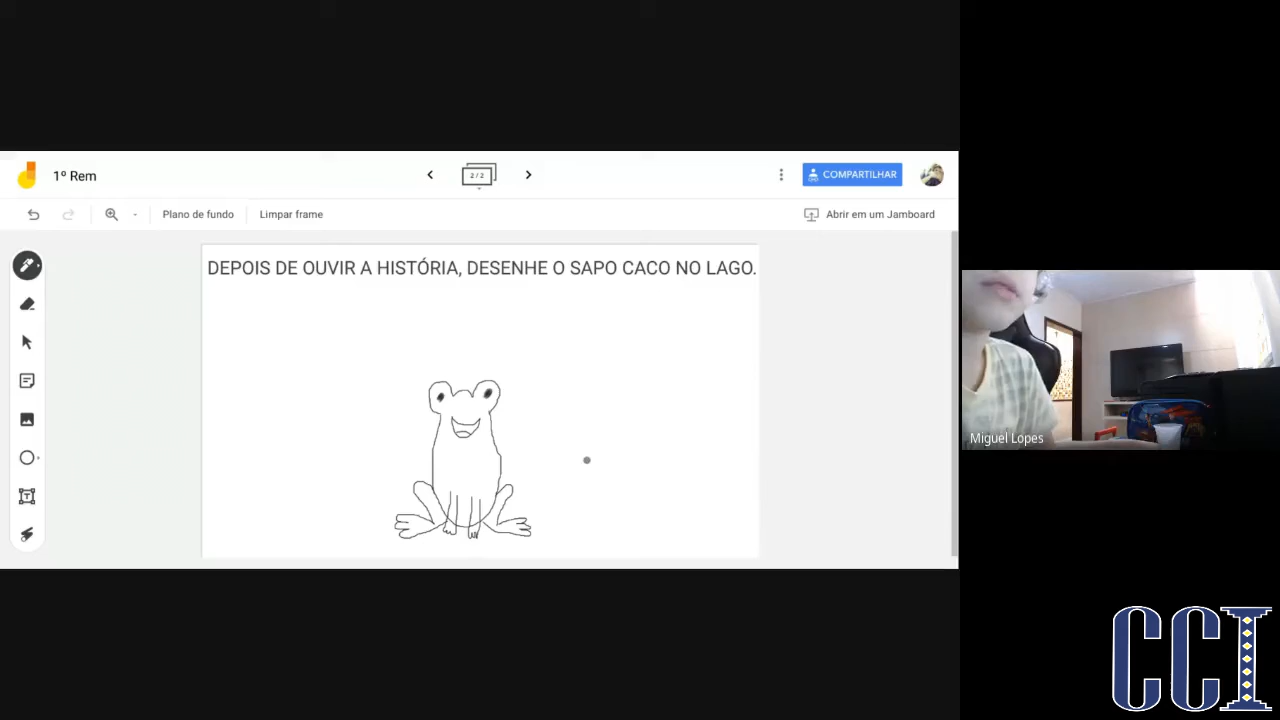 1º Rem
2 / 2
COMPARTILHAR
Plano de fundo
Limpar frame
Abrir em um Jamboard
DEPOIS DE OUVIR A HISTÓRIA, DESENHE O SAPO CACO NO LAGO.
T
Miguel Lopes
CCI